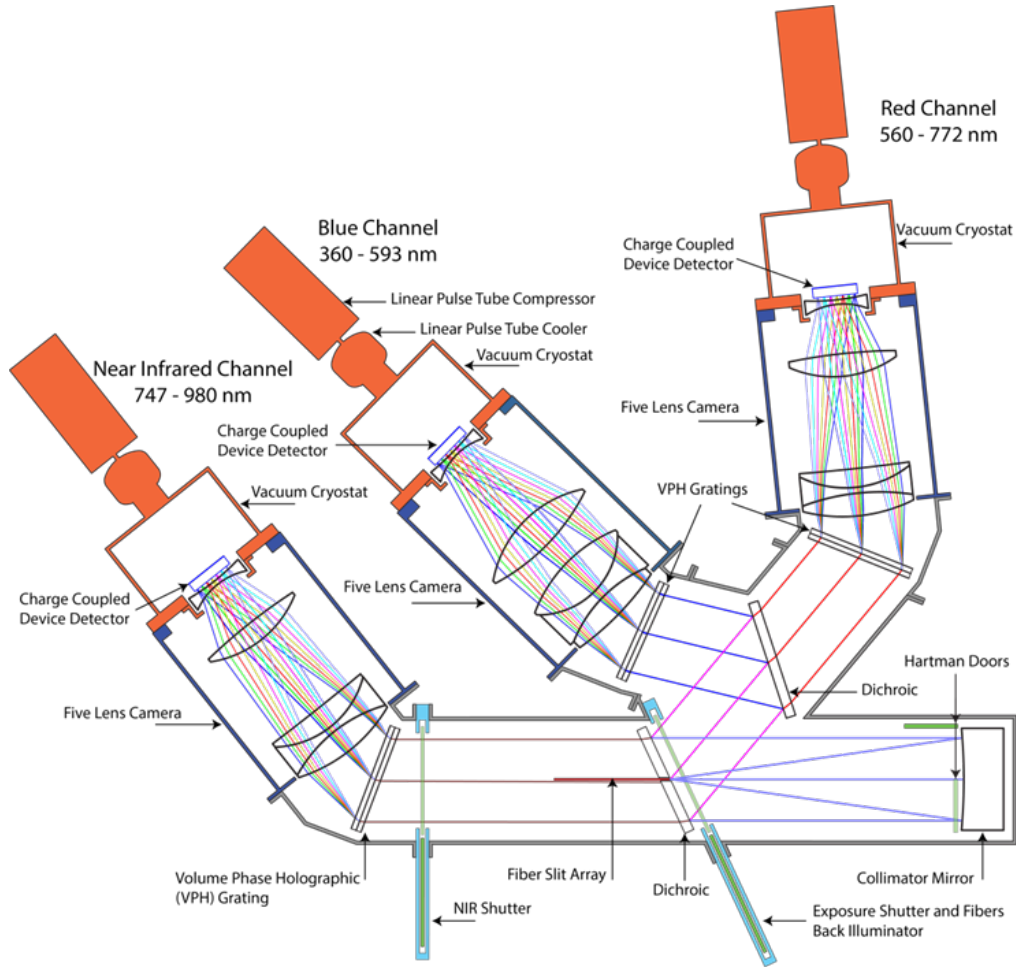 Red Channel
560 - 772 nm
Blue Channel
360 - 593 nm
Charge Coupled
Device Detector
Vacuum Cryostat
Linear Pulse Tube Compressor
Linear Pulse Tube Cooler
Vacuum Cryostat
Near Infrared Channel
747 - 980 nm
Five Lens Camera
Charge Coupled
Device Detector
VPH Gratings
Vacuum Cryostat
Charge Coupled
Device Detector
Five Lens Camera
Hartman Doors
Dichroic
Five Lens Camera
Volume Phase Holographic
(VPH) Grating
Fiber Slit Array
Dichroic
Collimator Mirror
NIR Shutter
Exposure Shutter and Fibers
Back Illuminator